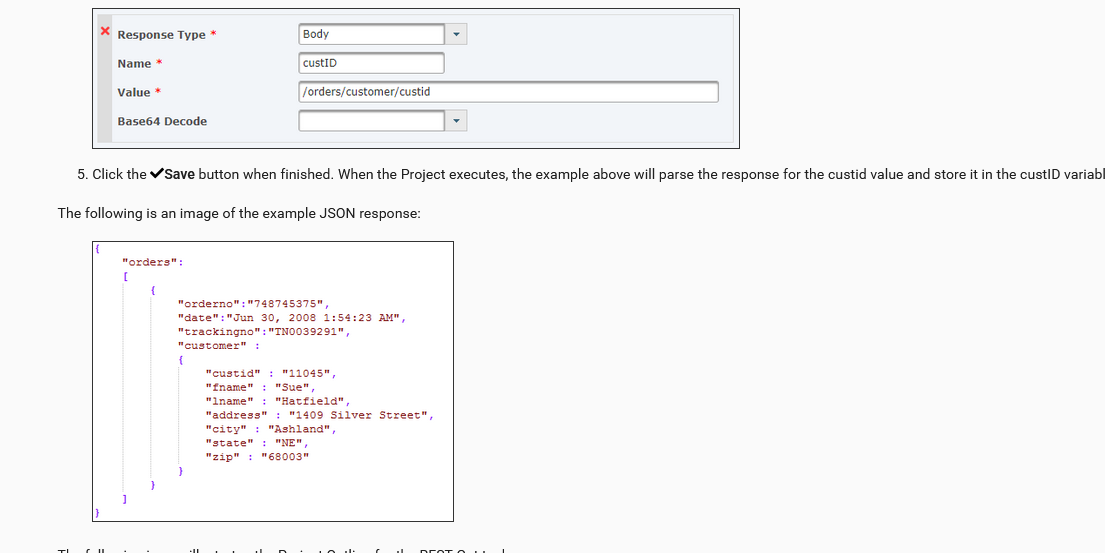 Response Type * Body
Name * custID
Value * /orders/customer/custid
Base64 Decode
5. Click the ✔Save button when finished. When the Project executes, the example above will parse the response for the custid value and store it in the custID variabl
The following is an image of the example JSON response:
{
"orders":
[
{
"orderno":"748745375",
"date":"Jun 30, 2008 1:54:23 AM",
"trackingno":"TN0039291",
"customer" :
{
"custid" : "11045",
"fname" : "Sue",
"lname" : "Hatfield",
"address" : "1409 Silver Street",
"city" : "Ashland",
"state" : "NE",
"zip" : "68003"
}
}
]
}